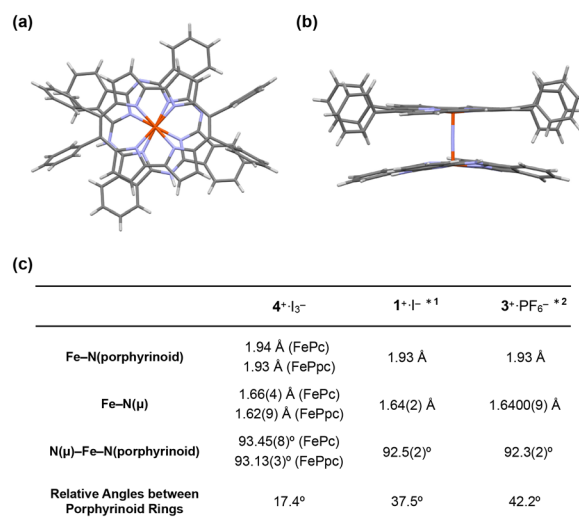 (a)
(b)
(c)
4⁺·I₃⁻ 1⁺·I⁻ *1 3⁺·PF₆⁻ *2
Fe–N(porphyrinoid) 1.94 Å (FePc) 1.93 Å 1.93 Å
1.93 Å (FePpc)
Fe–N(μ) 1.66(4) Å (FePc) 1.64(2) Å 1.6400(9) Å
1.62(9) Å (FePpc)
N(μ)–Fe–N(porphyrinoid) 93.45(8)º (FePc) 92.5(2)º 92.3(2)º
93.13(3)º (FePpc)
Relative Angles between
Porphyrinoid Rings 17.4º 37.5º 42.2º